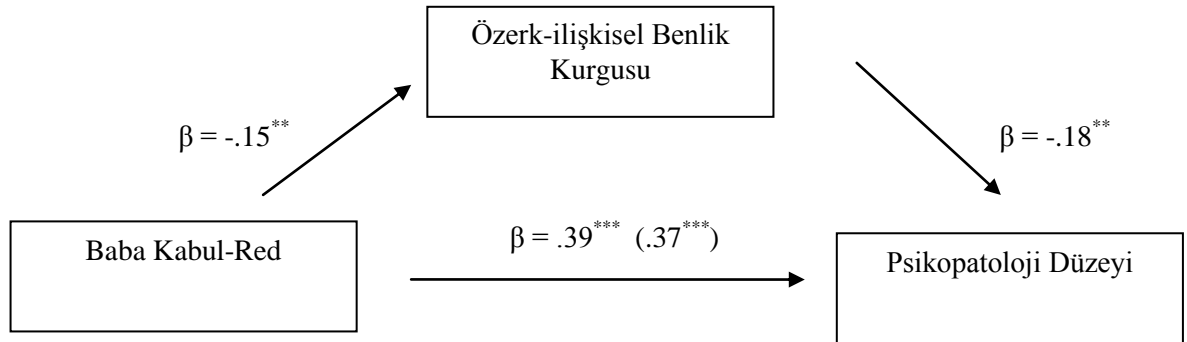 Özerk-ilişkisel Benlik
Kurgusu
β = -.15**
β = -.18**
β = .39*** (.37***)
Baba Kabul-Red
Psikopatoloji Düzeyi